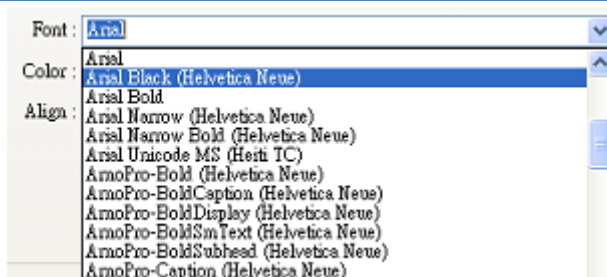 Font : Arial
Arial
Color : Arial Black (Helvetica Neue)
Arial Bold
Align : Arial Narrow (Helvetica Neue)
Arial Narrow Bold (Helvetica Neue)
Arial Unicode MS (Heiti TC)
ArnoPro-Bold (Helvetica Neue)
ArnoPro-BoldCaption (Helvetica Neue)
ArnoPro-BoldDisplay (Helvetica Neue)
ArnoPro-BoldSmText (Helvetica Neue)
ArnoPro-BoldSubhead (Helvetica Neue)
ArnoPro-Caption (Helvetica Neue)